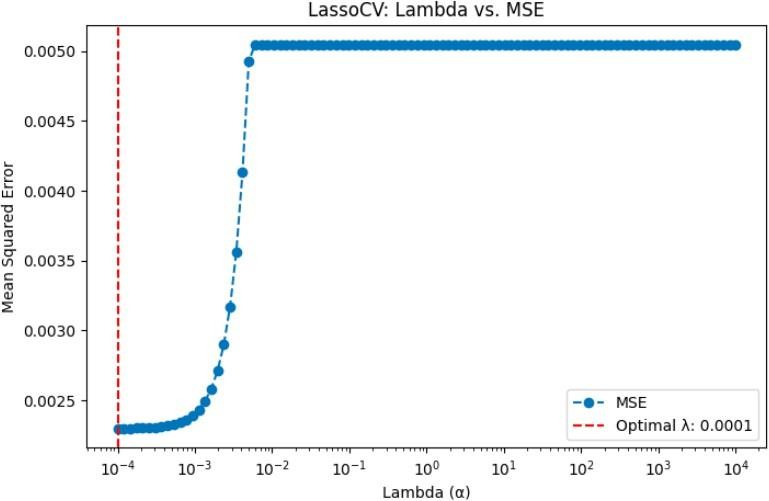 LassoCV: Lambda vs. MSE
Mean Squared Error
0.0050
0.0045
0.0040
0.0035
0.0030
0.0025
MSE
Optimal λ: 0.0001
10⁻⁴ 10⁻³ 10⁻² 10⁻¹ 10⁰ 10¹ 10² 10³ 10⁴
Lambda (α)